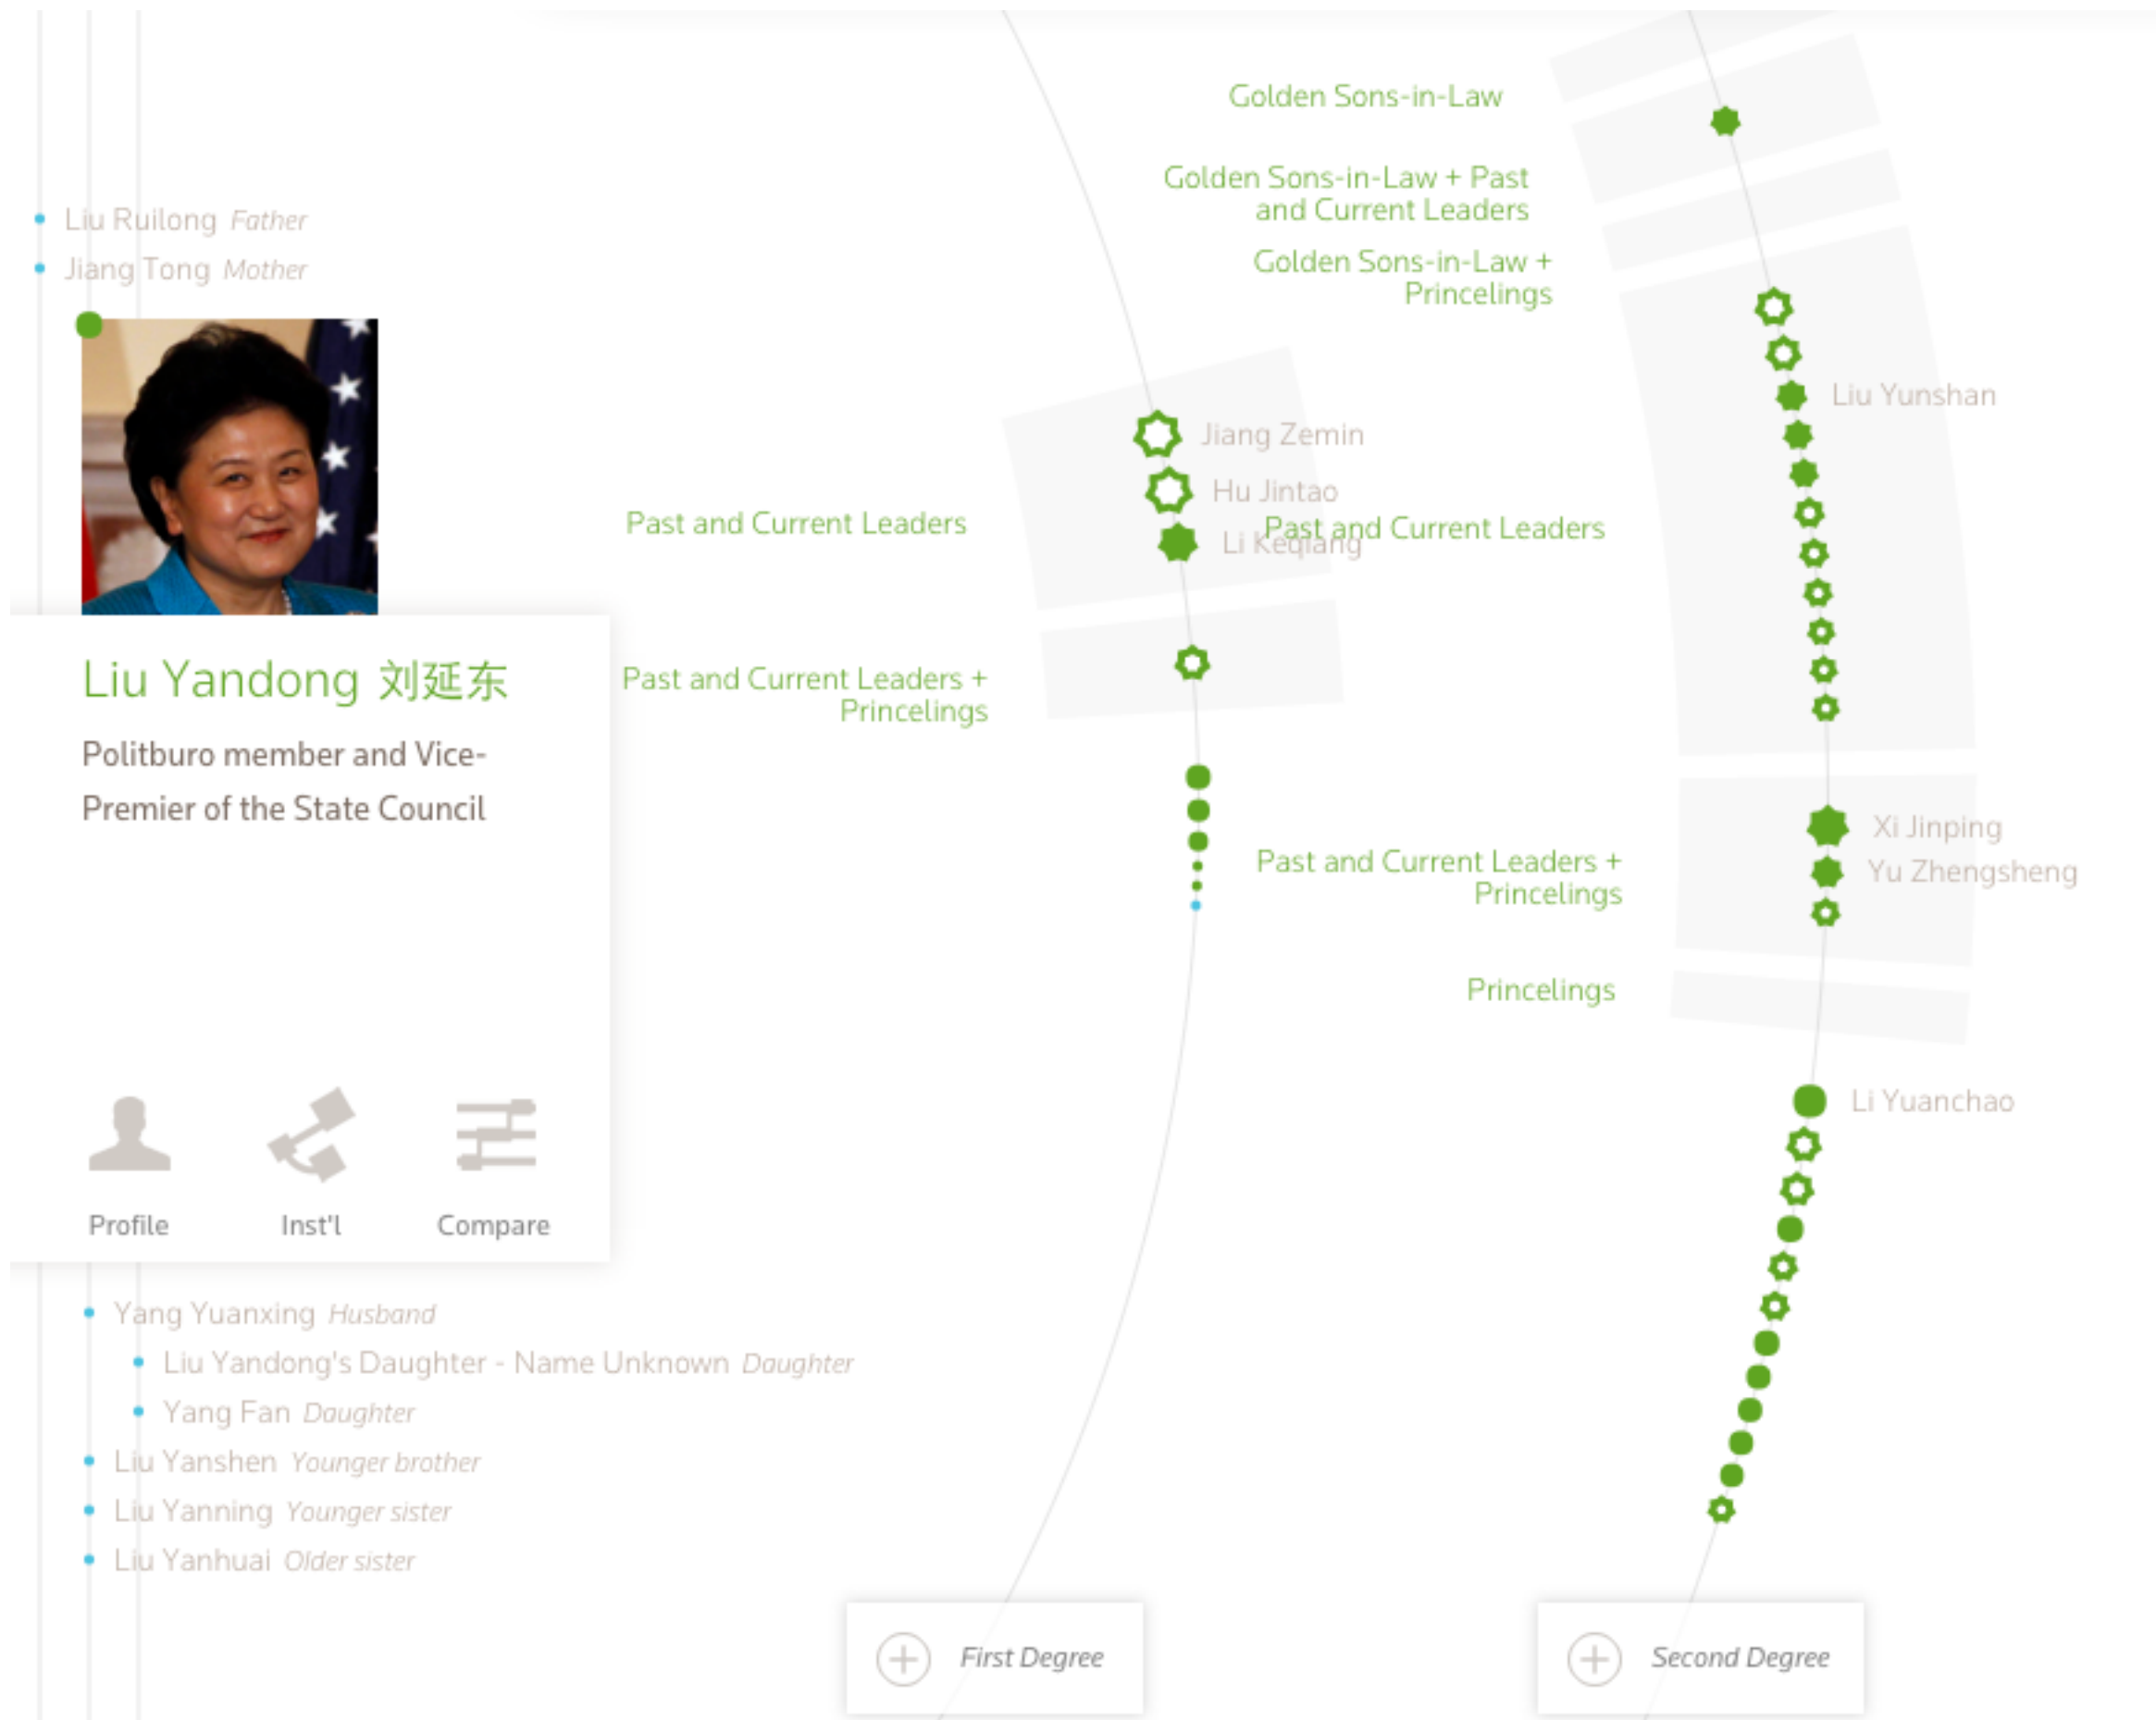 Liu Ruilong Father
Jiang Tong Mother
Liu Yandong 刘延东
Politburo member and Vice-
Premier of the State Council
Profile
Inst'l
Compare
Yang Yuanxing Husband
Liu Yandong's Daughter - Name Unknown Daughter
Yang Fan Daughter
Liu Yanshen Younger brother
Liu Yanning Younger sister
Liu Yanhuai Older sister
Past and Current Leaders
Jiang Zemin
Hu Jintao
Li Keqiang
Past and Current Leaders +
Princelings
First Degree
Golden Sons-in-Law
Golden Sons-in-Law + Past
and Current Leaders
Golden Sons-in-Law +
Princelings
Liu Yunshan
Past and Current Leaders
Xi Jinping
Yu Zhengsheng
Past and Current Leaders +
Princelings
Princelings
Li Yuanchao
Second Degree